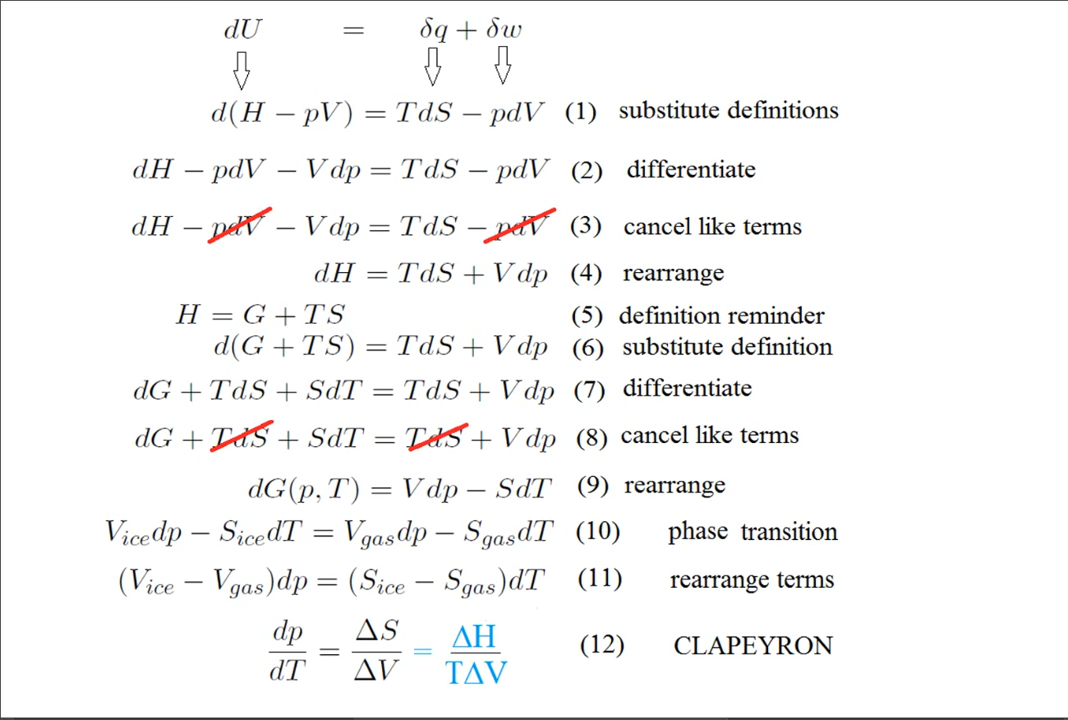 dU = δq + δw
d(H − pV) = TdS − pdV (1) substitute definitions
dH − pdV − Vdp = TdS − pdV (2) differentiate
dH − pdV − Vdp = TdS − pdV (3) cancel like terms
dH = TdS + Vdp (4) rearrange
H = G + TS (5) definition reminder
d(G + TS) = TdS + Vdp (6) substitute definition
dG + TdS + SdT = TdS + Vdp (7) differentiate
dG + TdS + SdT = TdS + Vdp (8) cancel like terms
dG(p, T) = Vdp − SdT (9) rearrange
V_ice dp − S_ice dT = V_gas dp − S_gas dT (10) phase transition
(V_ice − V_gas)dp = (S_ice − S_gas)dT (11) rearrange terms
dp/dT = ΔS/ΔV = ΔH/TΔV (12) CLAPEYRON